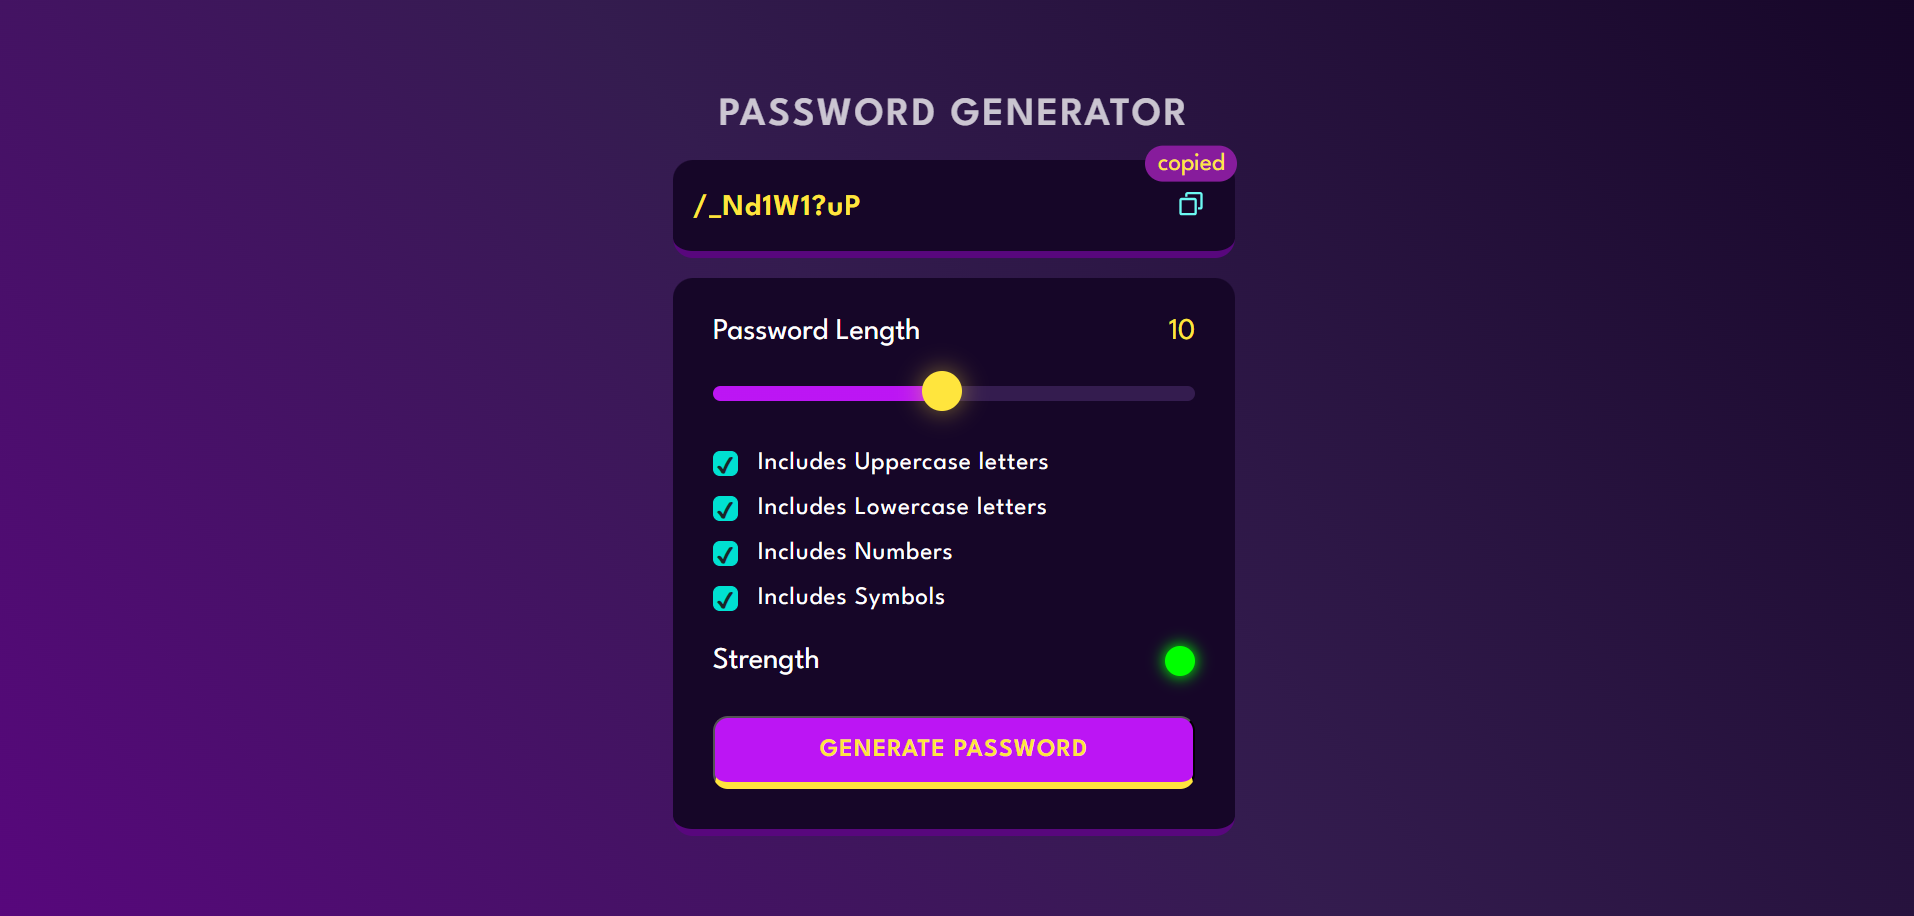 PASSWORD GENERATOR
copied
/_Nd1W1?uP
Password Length 10
Includes Uppercase letters
Includes Lowercase letters
Includes Numbers
Includes Symbols
Strength
GENERATE PASSWORD